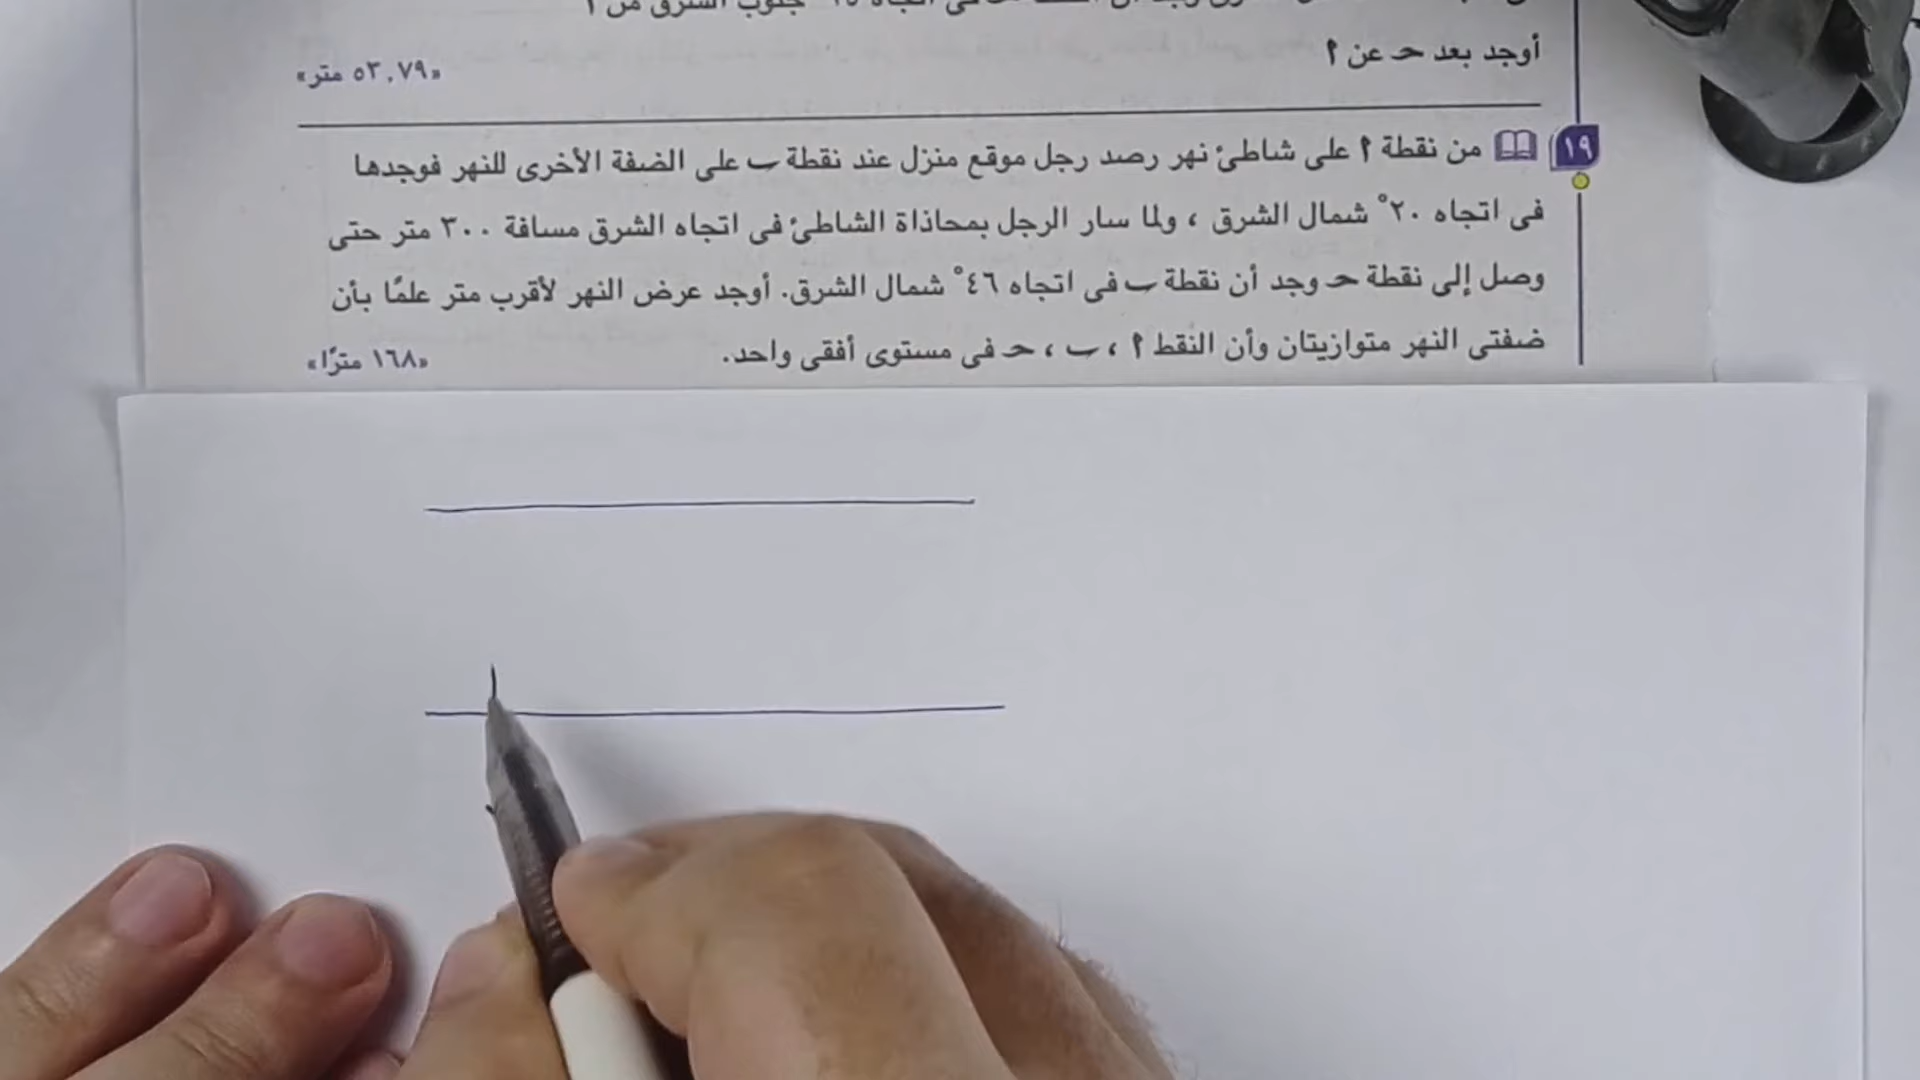 أوجد بعد حـ عن ٢
«٥٣,٧٩ متر»
١٩ من نقطة ٢ على شاطئ نهر رصد رجل موقع منزل عند نقطة ب على الضفة الأخرى للنهر فوجدها
فى اتجاه ٢٠° شمال الشرق ، ولما سار الرجل بمحاذاة الشاطئ فى اتجاه الشرق مسافة ٣٠٠ متر حتى
وصل إلى نقطة حـ وجد أن نقطة ب فى اتجاه ٤٦° شمال الشرق. أوجد عرض النهر لأقرب متر علمًا بأن
ضفتى النهر متوازيتان وأن النقط ٢ ، ب ، حـ فى مستوى أفقى واحد.
«١٦٨ مترًا»